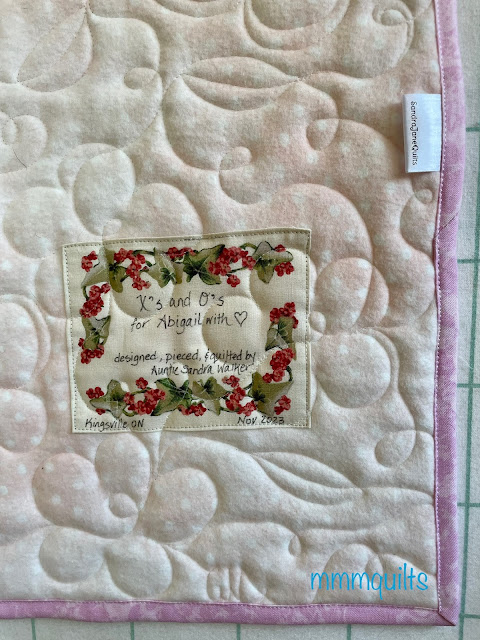 SandraJaneQuilts
"X"s and O"s
for Abigail with ♡
designed, pieced, & quilted by
Auntie Sandra Walker
Kingsville ON Nov. 2023
mmmquilts